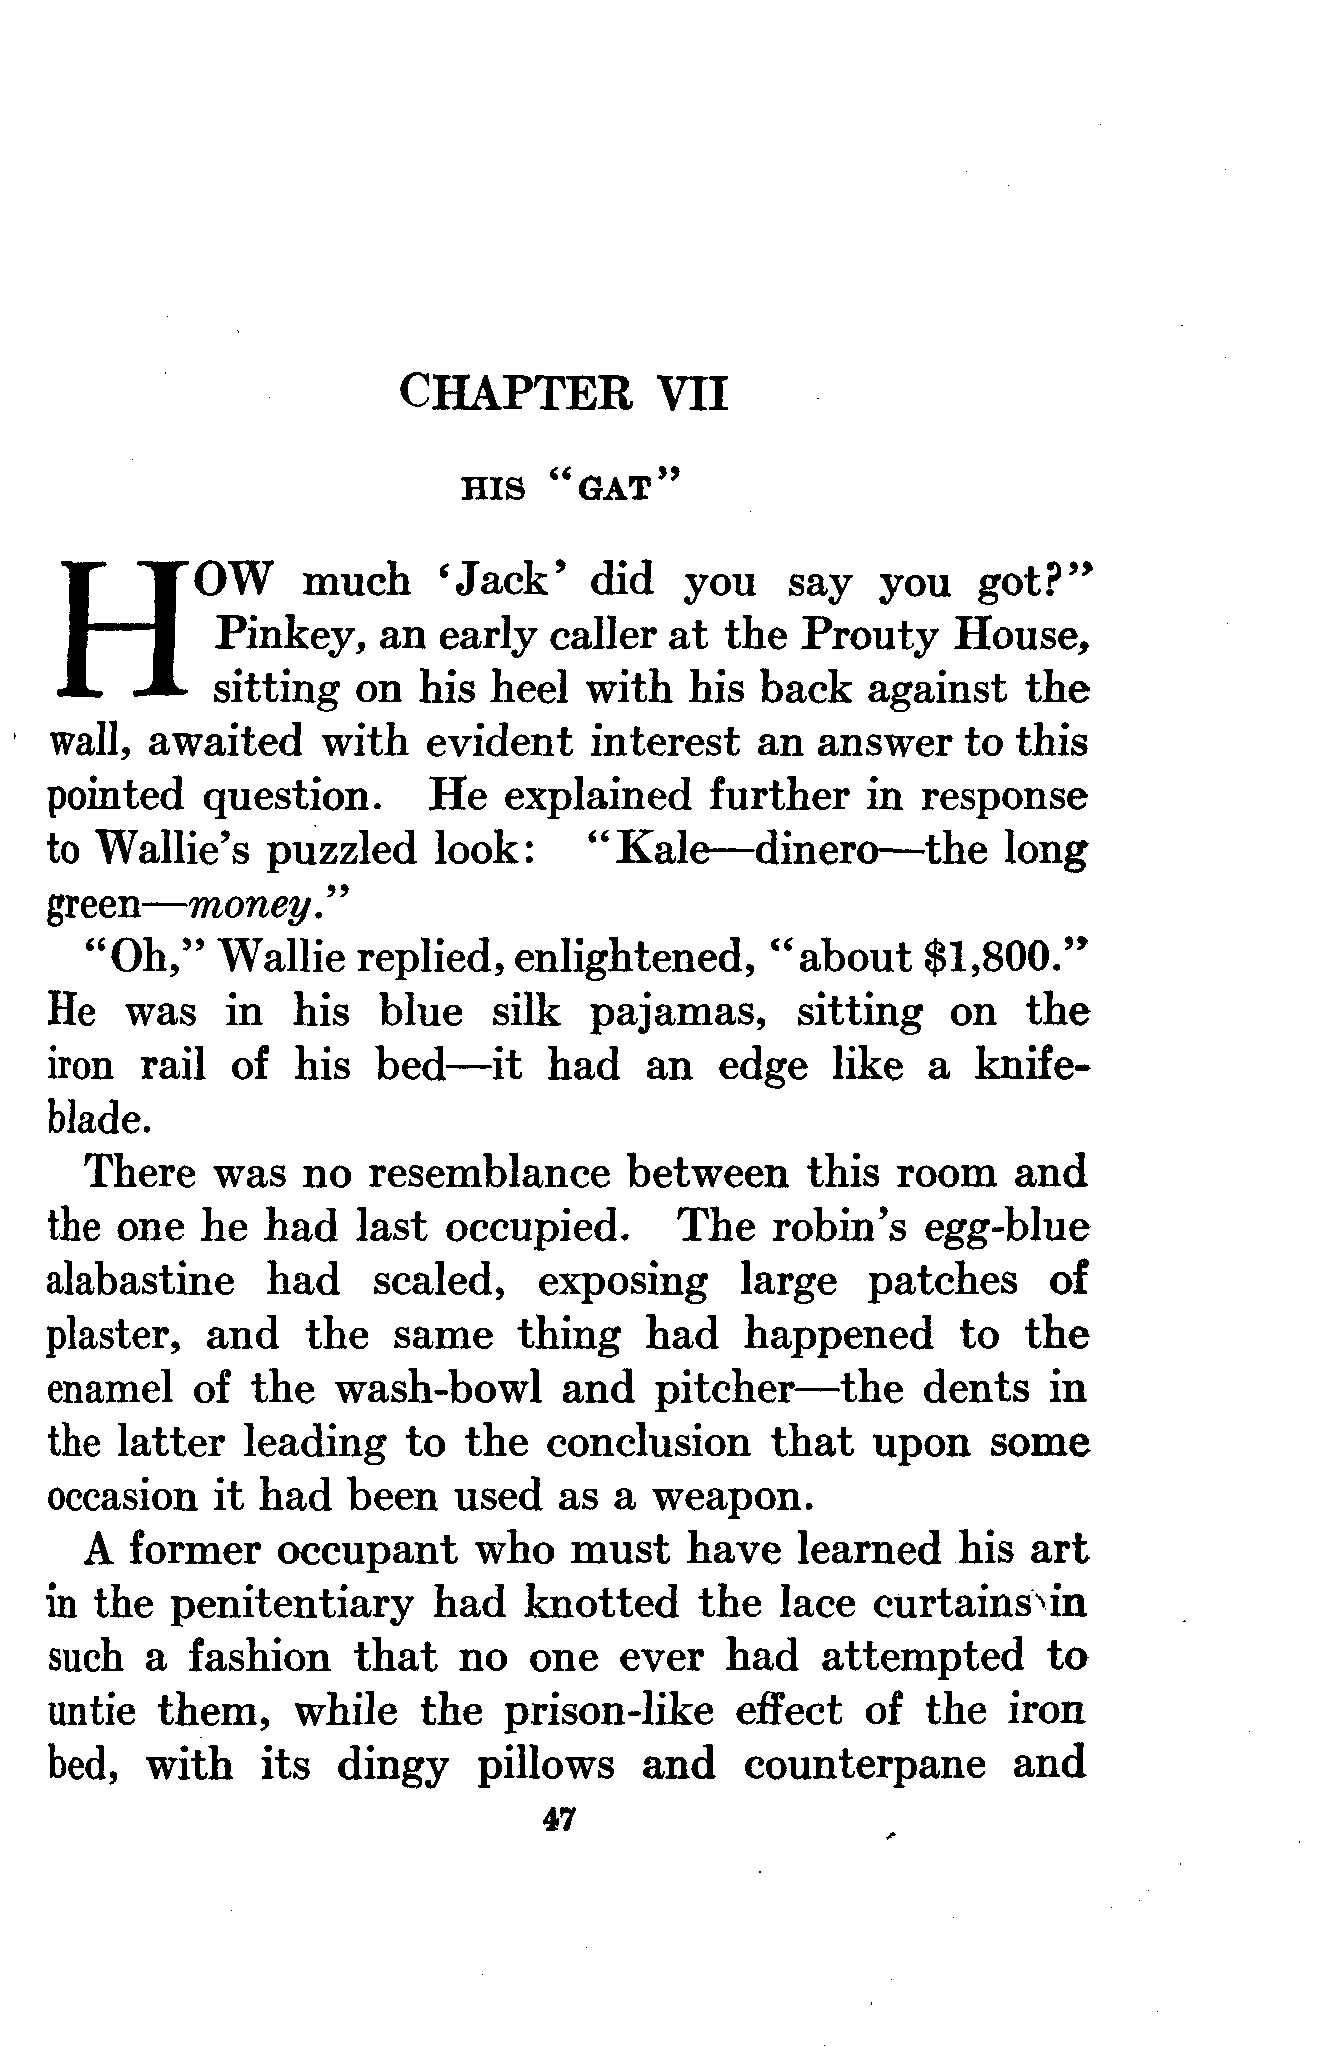 CHAPTER VII
HIS “GAT”
HOW much ‘Jack’ did you say you got?”
Pinkey, an early caller at the Prouty House,
sitting on his heel with his back against the
wall, awaited with evident interest an answer to this
pointed question. He explained further in response
to Wallie’s puzzled look: “Kale—dinero—the long
green—money.”
“Oh,” Wallie replied, enlightened, “about $1,800.”
He was in his blue silk pajamas, sitting on the
iron rail of his bed—it had an edge like a knife-
blade.
There was no resemblance between this room and
the one he had last occupied. The robin’s egg-blue
alabastine had scaled, exposing large patches of
plaster, and the same thing had happened to the
enamel of the wash-bowl and pitcher—the dents in
the latter leading to the conclusion that upon some
occasion it had been used as a weapon.
A former occupant who must have learned his art
in the penitentiary had knotted the lace curtains in
such a fashion that no one ever had attempted to
untie them, while the prison-like effect of the iron
bed, with its dingy pillows and counterpane and
47